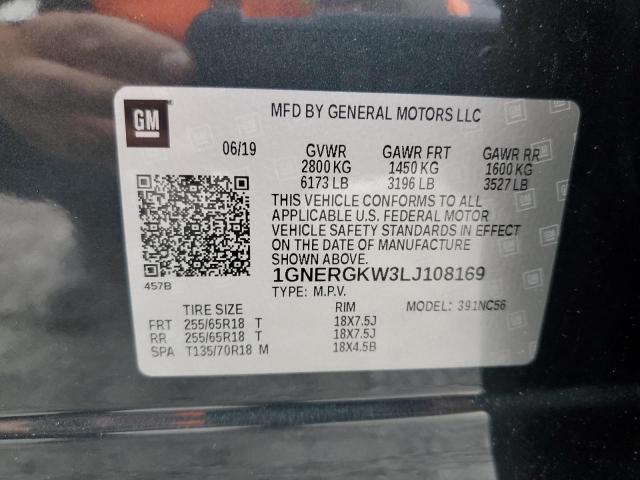 GM
MFD BY GENERAL MOTORS LLC
06/19 GVWR GAWR FRT GAWR RR
2800 KG 1450 KG 1600 KG
6173 LB 3196 LB 3527 LB
THIS VEHICLE CONFORMS TO ALL
APPLICABLE U.S. FEDERAL MOTOR
VEHICLE SAFETY STANDARDS IN EFFECT
ON THE DATE OF MANUFACTURE
SHOWN ABOVE.
457B
1GNERGKW3LJ108169
TYPE: M.P.V. MODEL: 391NC56
TIRE SIZE RIM
FRT 255/65R18 T 18X7.5J
RR 255/65R18 T 18X7.5J
SPA T135/70R18 M 18X4.5B